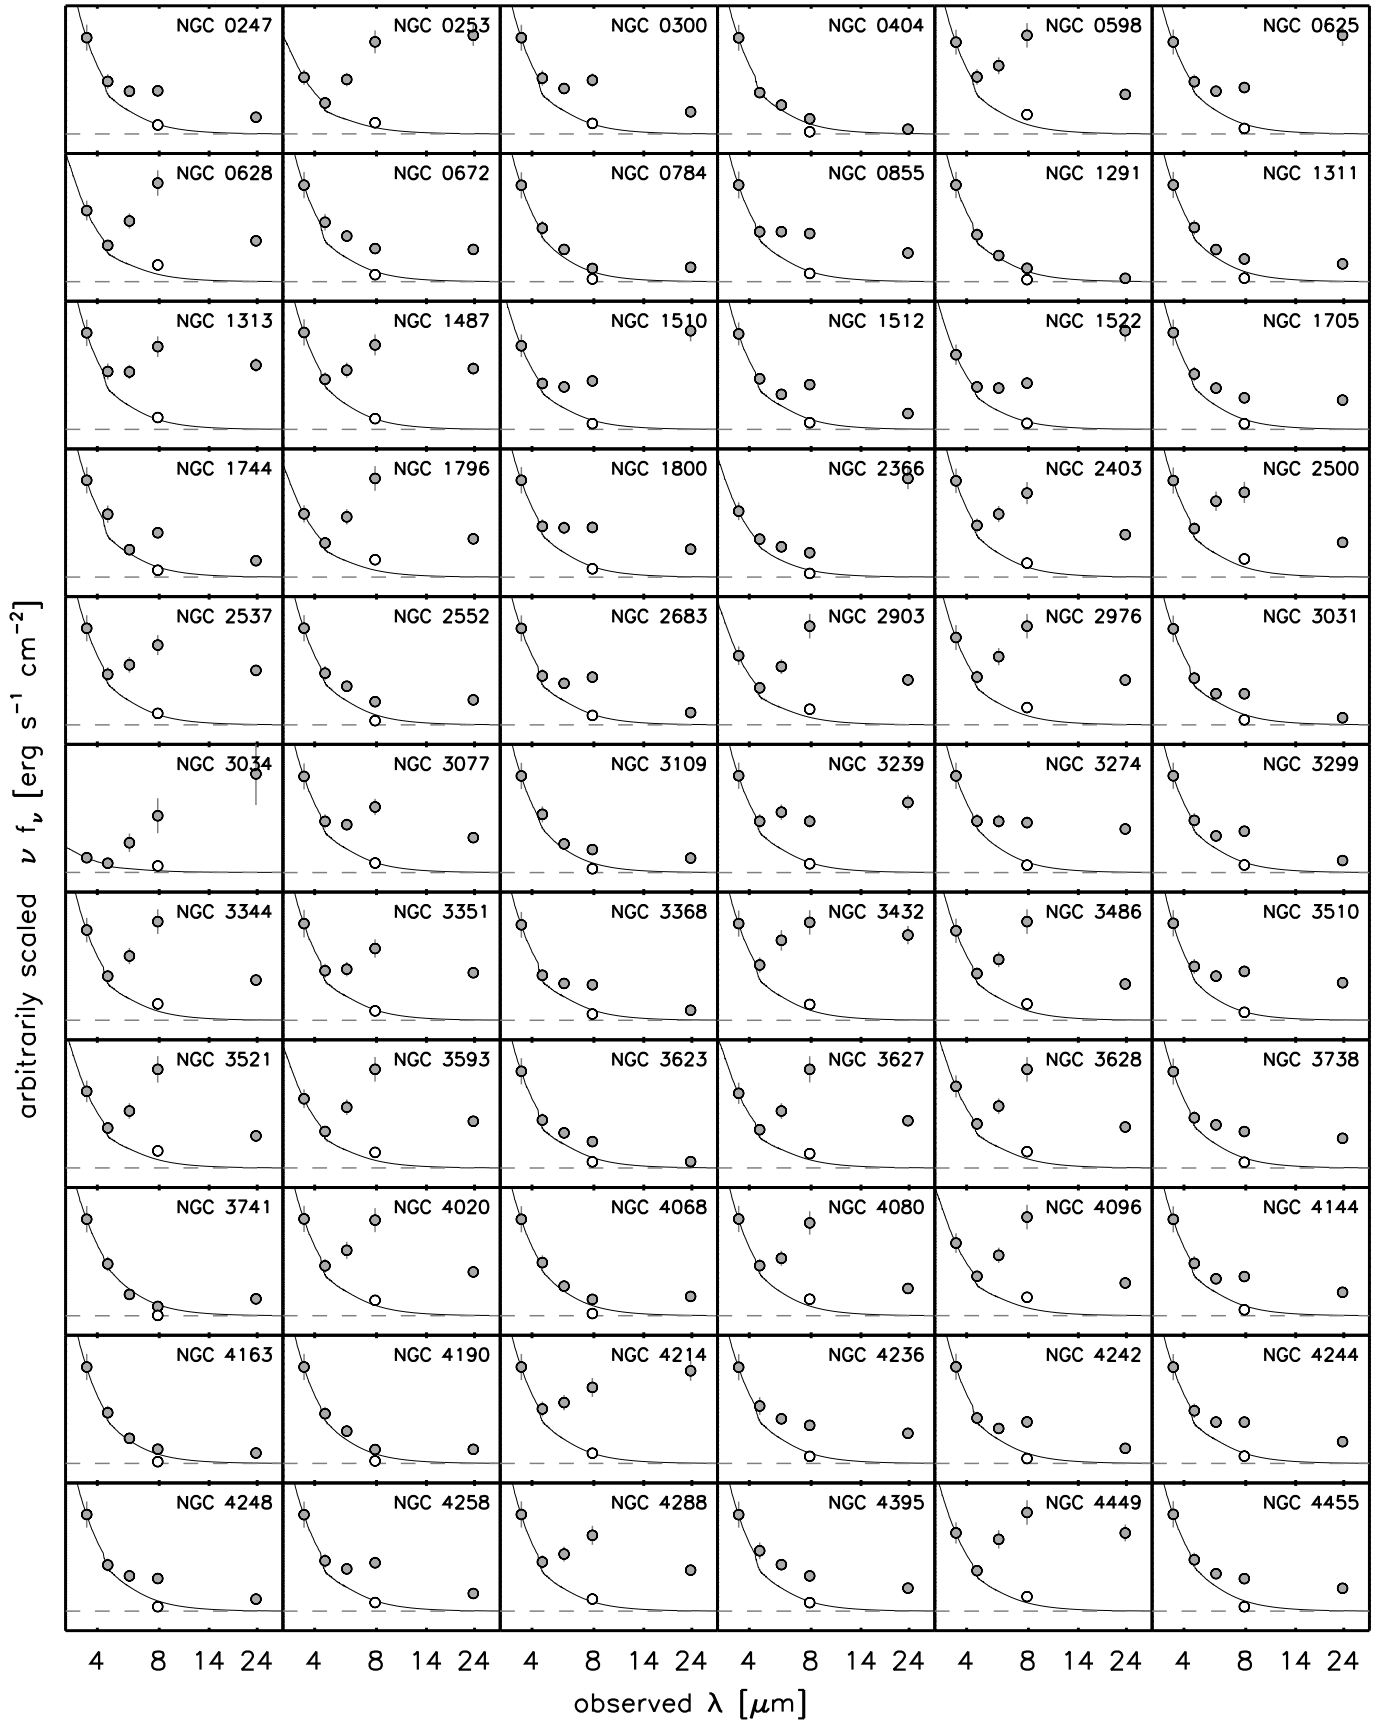 NGC 0247 NGC 0253 NGC 0300 NGC 0404 NGC 0598 NGC 0625
NGC 0628 NGC 0672 NGC 0784 NGC 0855 NGC 1291 NGC 1311
NGC 1313 NGC 1487 NGC 1510 NGC 1512 NGC 1522 NGC 1705
NGC 1744 NGC 1796 NGC 1800 NGC 2366 NGC 2403 NGC 2500
NGC 2537 NGC 2552 NGC 2683 NGC 2903 NGC 2976 NGC 3031
NGC 3034 NGC 3077 NGC 3109 NGC 3239 NGC 3274 NGC 3299
NGC 3344 NGC 3351 NGC 3368 NGC 3432 NGC 3486 NGC 3510
NGC 3521 NGC 3593 NGC 3623 NGC 3627 NGC 3628 NGC 3738
NGC 3741 NGC 4020 NGC 4068 NGC 4080 NGC 4096 NGC 4144
NGC 4163 NGC 4190 NGC 4214 NGC 4236 NGC 4242 NGC 4244
NGC 4248 NGC 4258 NGC 4288 NGC 4395 NGC 4449 NGC 4455
4 8 14 24 4 8 14 24 4 8 14 24 4 8 14 24 4 8 14 24 4 8 14 24
observed λ [μm]
arbitrarily scaled ν fν [erg s⁻¹ cm⁻²]